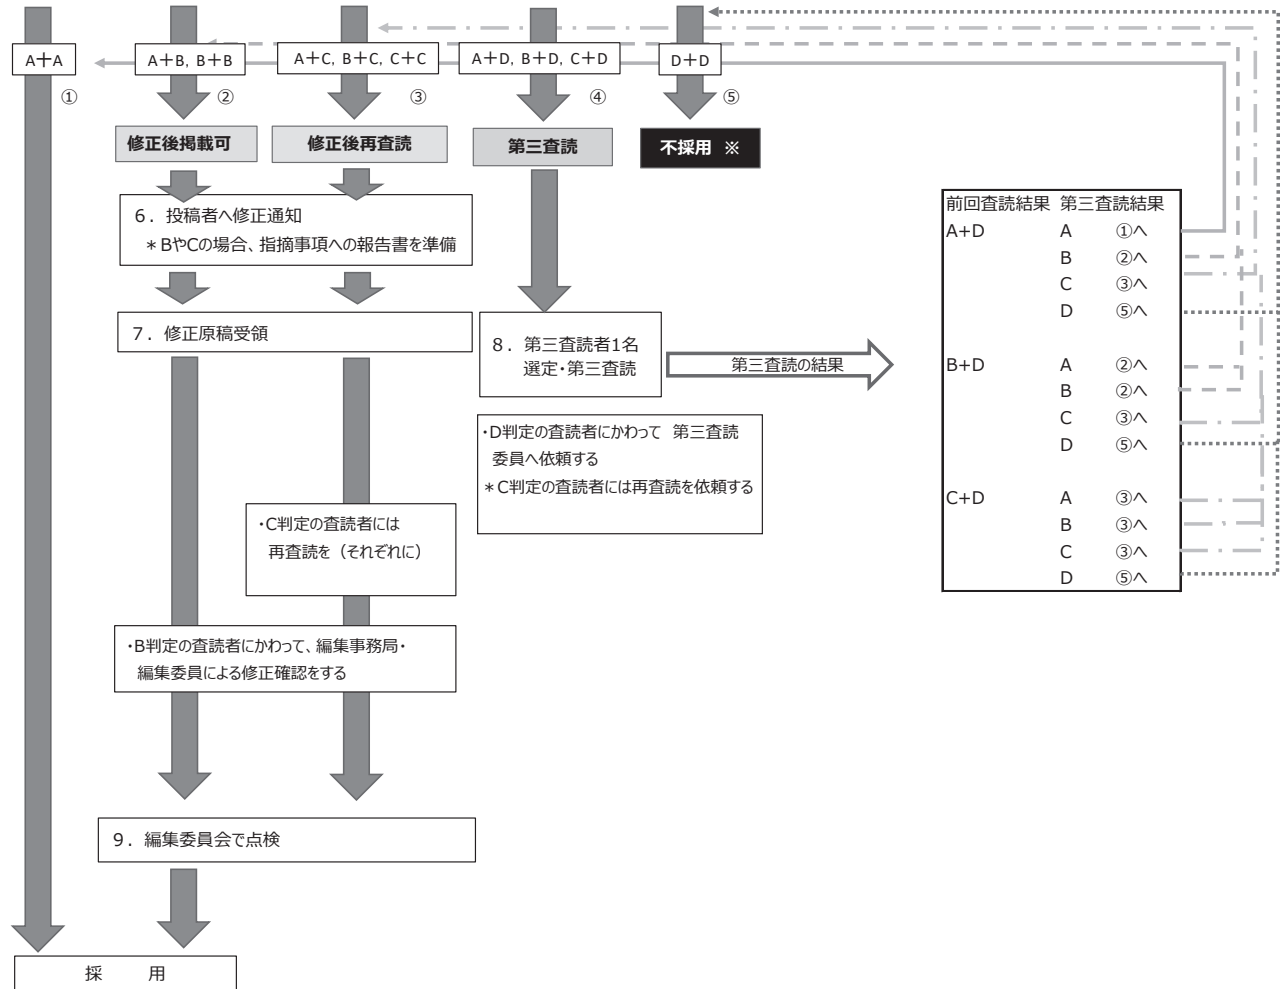 A＋A
A＋B, B＋B
A＋C, B＋C, C＋C
A＋D, B＋D, C＋D
D＋D
①
②
③
④
⑤
修正後掲載可
修正後再査読
第三査読
不採用 ※
6．投稿者へ修正通知
＊BやCの場合、指摘事項への報告書を準備
7．修正原稿受領
8．第三査読者1名
選定・第三査読
第三査読の結果
・D判定の査読者にかわって 第三査読
委員へ依頼する
＊C判定の査読者には再査読を依頼する
・C判定の査読者には
再査読を（それぞれに）
・B判定の査読者にかわって、編集事務局・
編集委員による修正確認をする
9．編集委員会で点検
採 用
前回査読結果 第三査読結果
A+D A ①へ
B ②へ
C ③へ
D ⑤へ
B+D A ②へ
B ②へ
C ③へ
D ⑤へ
C+D A ③へ
B ③へ
C ③へ
D ⑤へ